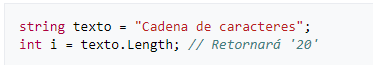 string texto = "Cadena de caracteres";
int i = texto.Length; // Retornará '20'